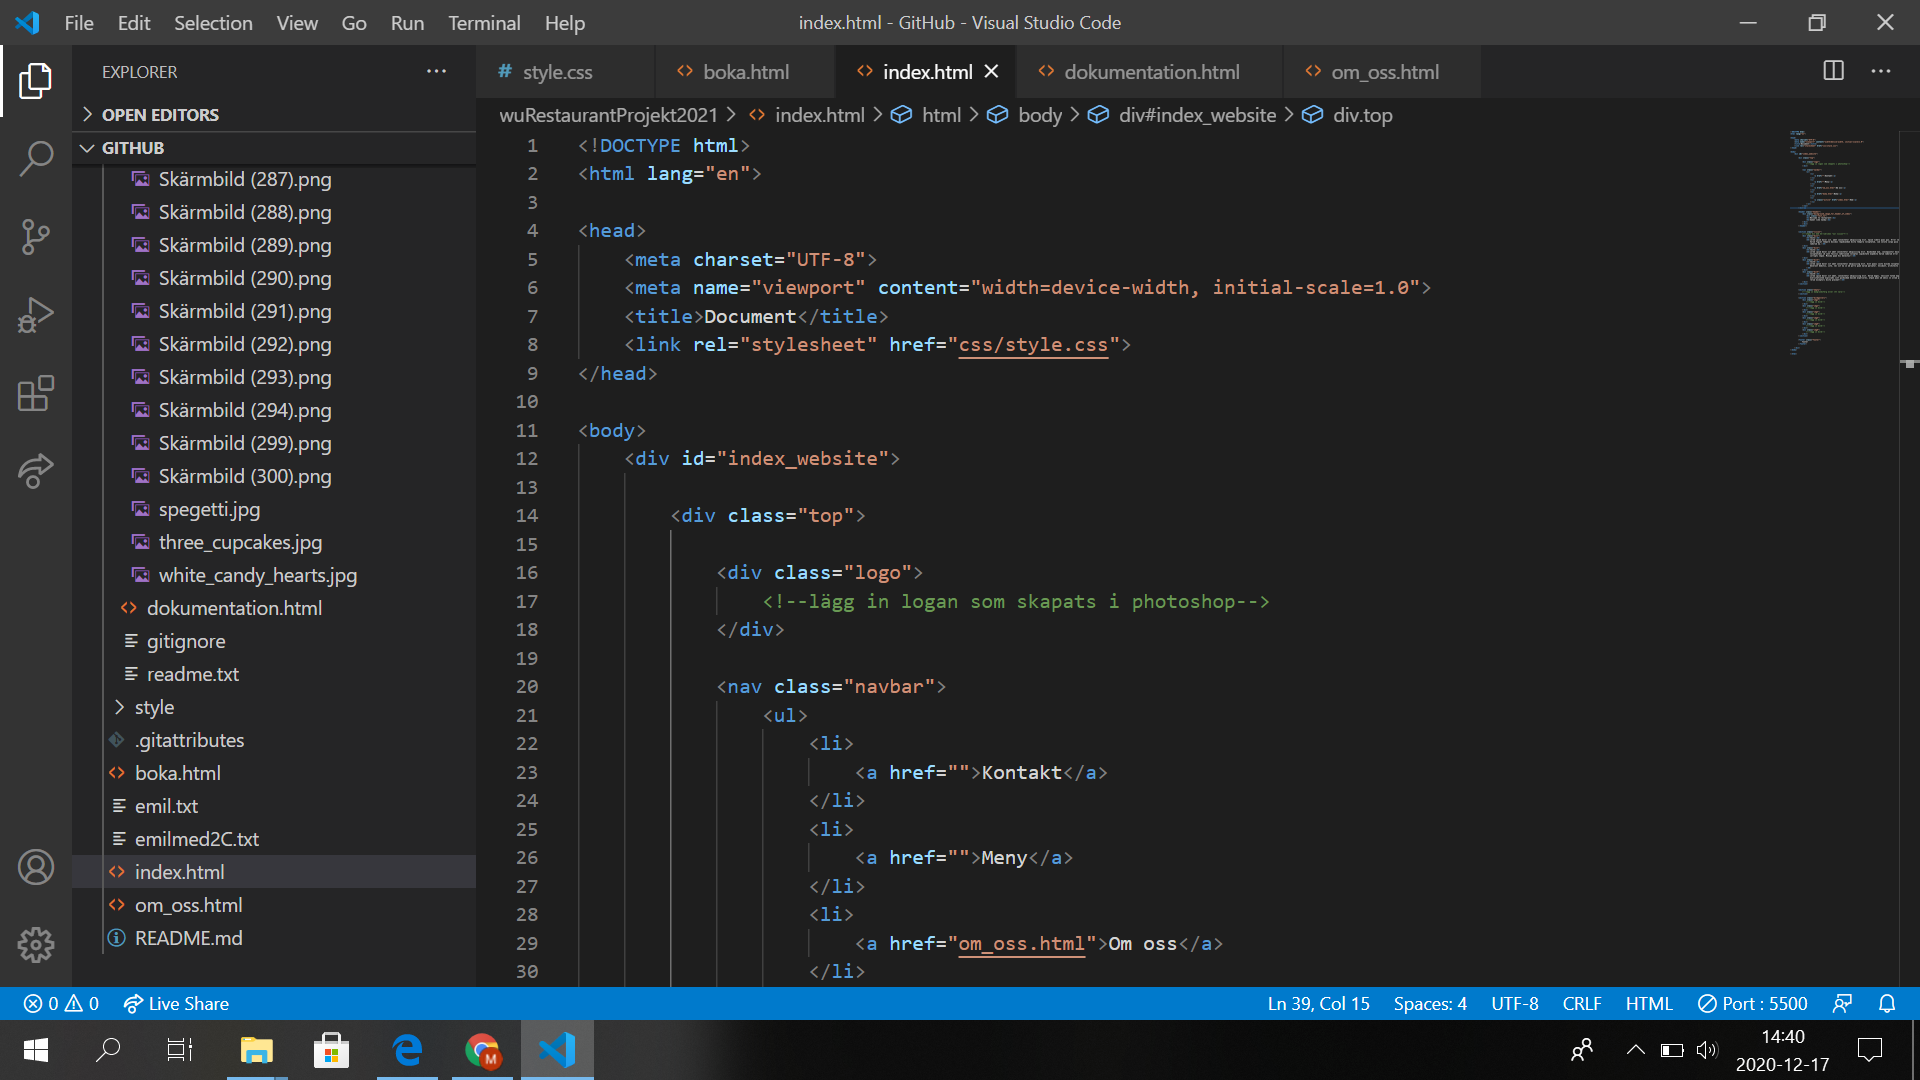 File Edit Selection View Go Run Terminal Help
index.html - GitHub - Visual Studio Code
EXPLORER
style.css
boka.html
index.html
dokumentation.html
om_oss.html
OPEN EDITORS
GITHUB
Skärmbild (287).png
Skärmbild (288).png
Skärmbild (289).png
Skärmbild (290).png
Skärmbild (291).png
Skärmbild (292).png
Skärmbild (293).png
Skärmbild (294).png
Skärmbild (299).png
Skärmbild (300).png
spegetti.jpg
three_cupcakes.jpg
white_candy_hearts.jpg
dokumentation.html
gitignore
readme.txt
style
.gitattributes
boka.html
emil.txt
emilmed2C.txt
index.html
om_oss.html
README.md
wuRestaurantProjekt2021 > index.html > html > body > div#index_website > div.top
1 <!DOCTYPE html>
2 <html lang="en">
3
4 <head>
5 <meta charset="UTF-8">
6 <meta name="viewport" content="width=device-width, initial-scale=1.0">
7 <title>Document</title>
8 <link rel="stylesheet" href="css/style.css">
9 </head>
10
11 <body>
12 <div id="index_website">
13
14 <div class="top">
15
16 <div class="logo">
17 <!--lägg in logan som skapats i photoshop-->
18 </div>
19
20 <nav class="navbar">
21 <ul>
22 <li>
23 <a href="">Kontakt</a>
24 </li>
25 <li>
26 <a href="">Meny</a>
27 </li>
28 <li>
29 <a href="om_oss.html">Om oss</a>
30 </li>
0 0 Live Share
Ln 39, Col 15 Spaces: 4 UTF-8 CRLF HTML Port : 5500
M
14:40
2020-12-17